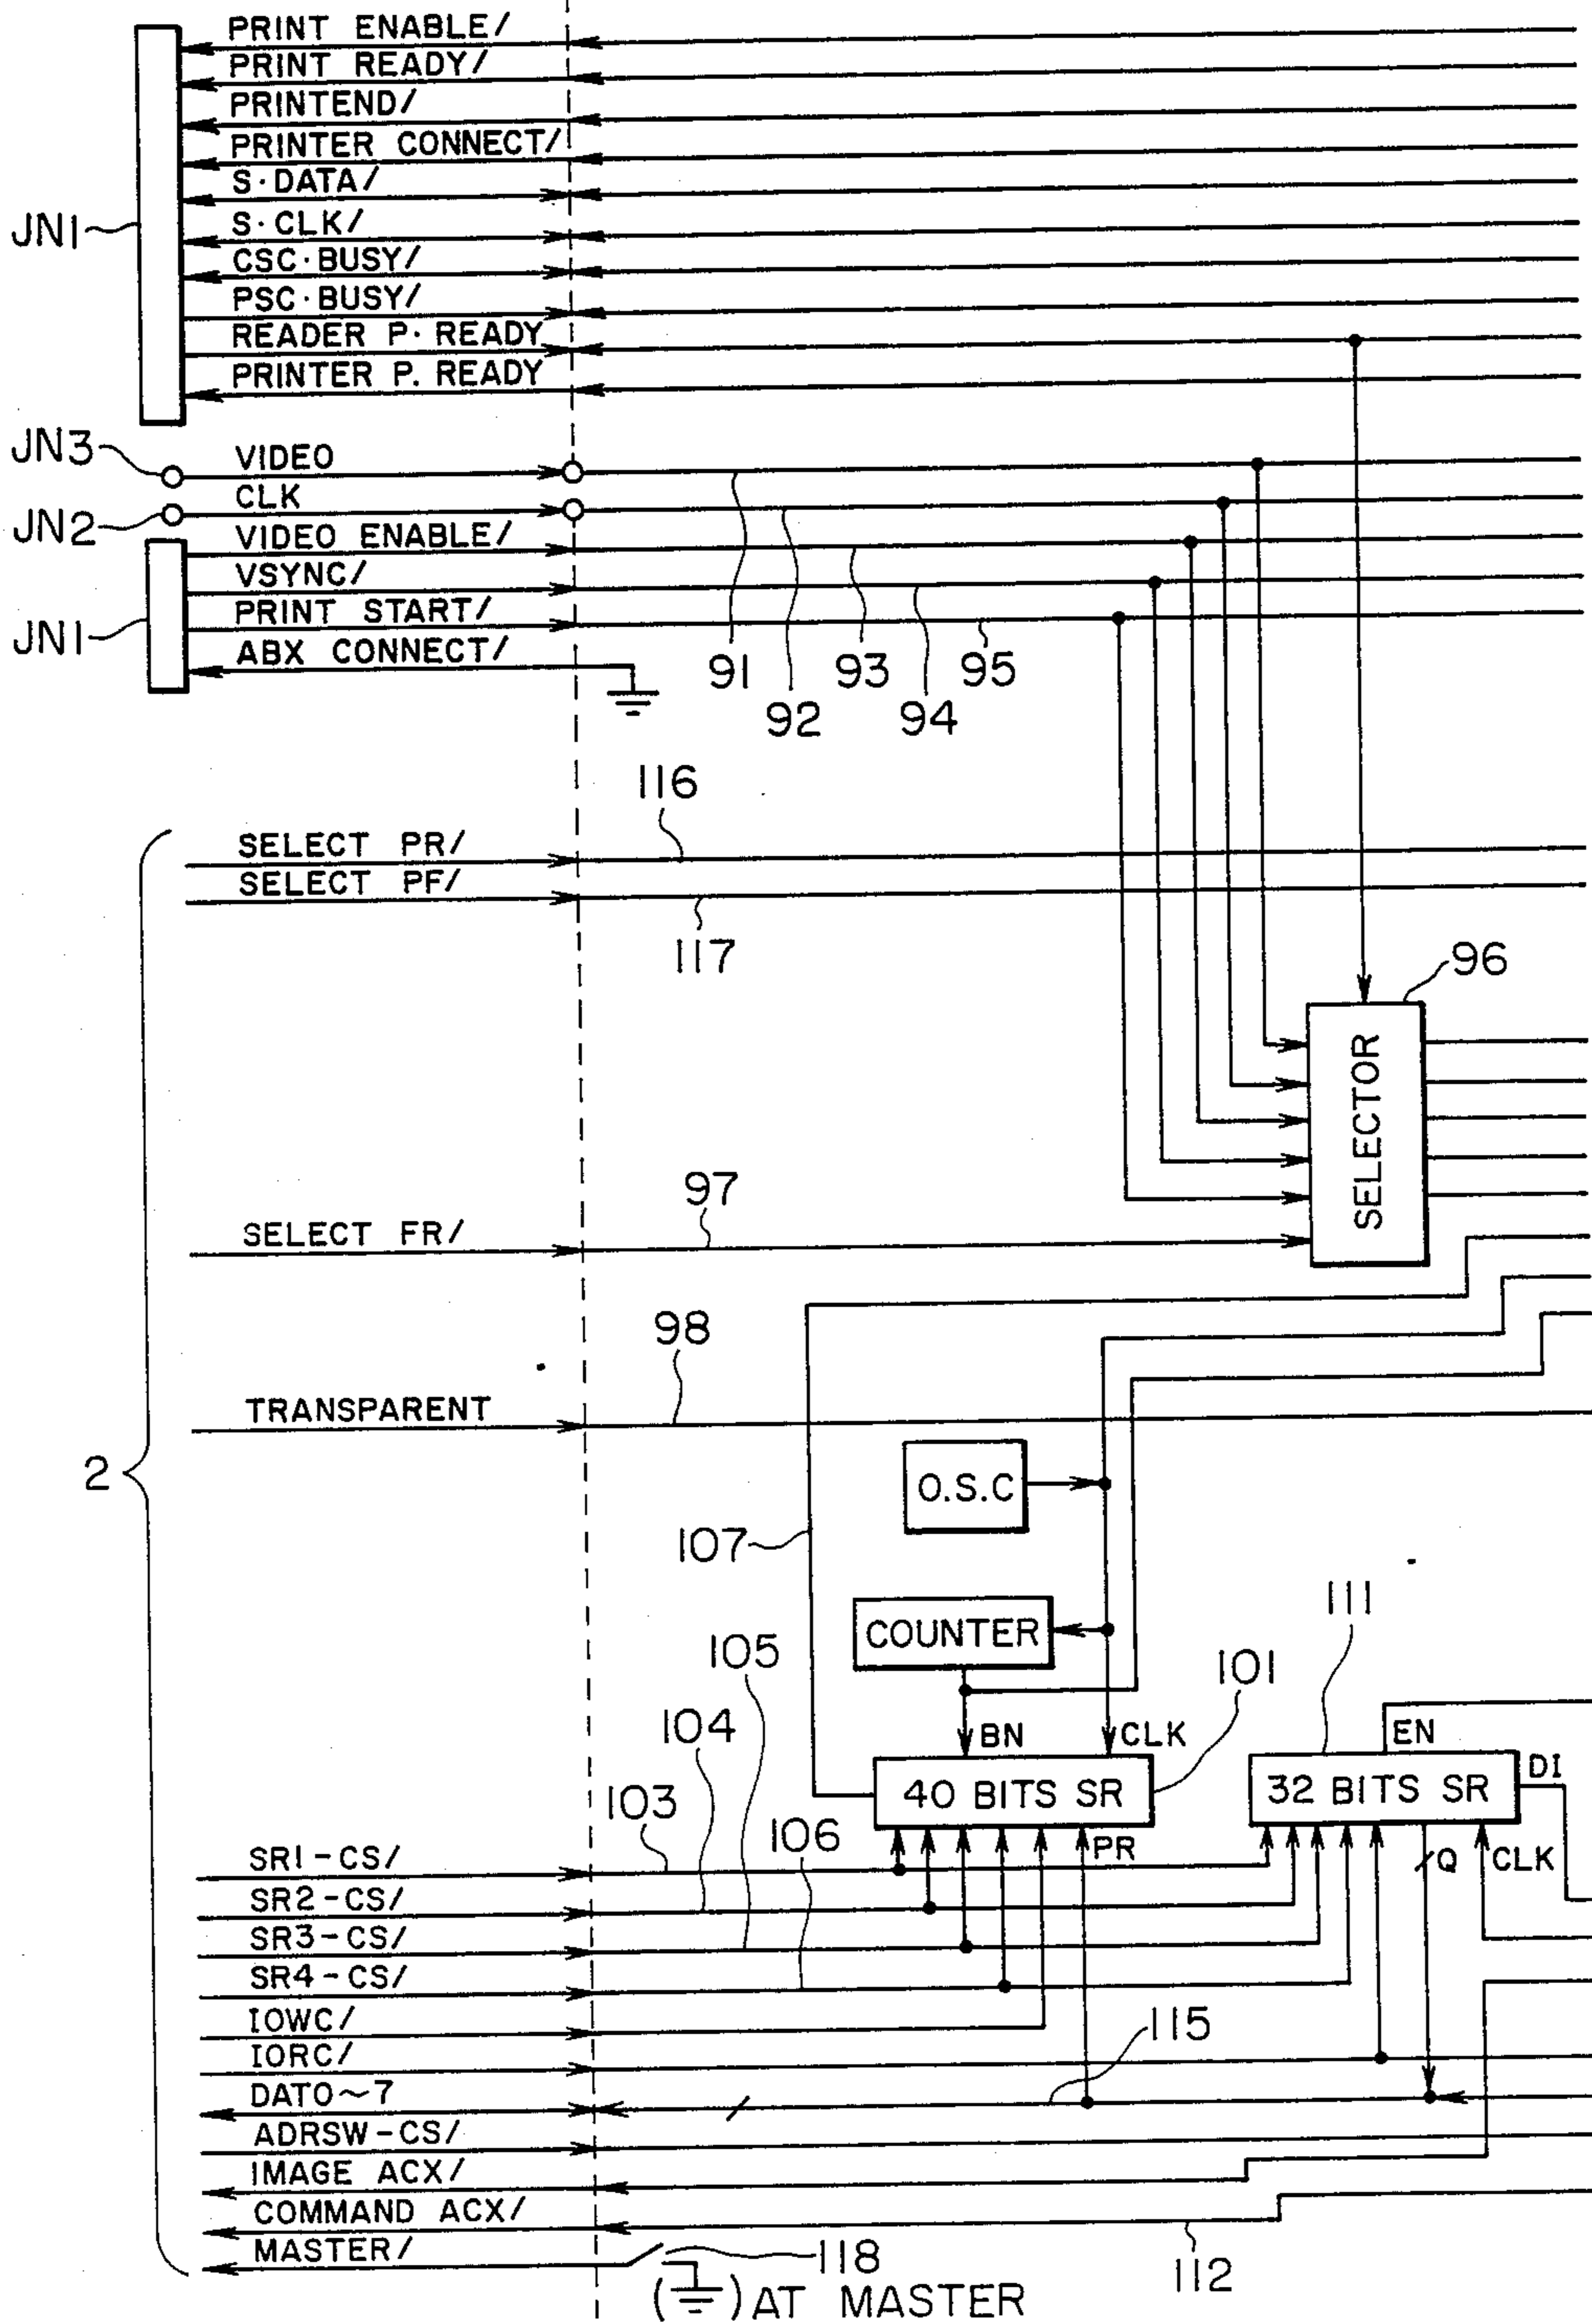 PRINT ENABLE/
PRINT READY/
PRINTEND/
PRINTER CONNECT/
S·DATA/
JN1
S·CLK/
CSC·BUSY/
PSC·BUSY/
READER P· READY
PRINTER P. READY
JN3
VIDEO
CLK
JN2
VIDEO ENABLE/
VSYNC/
PRINT START/
JN1
ABX CONNECT/
91
93
95
92
94
116
SELECT PR/
SELECT PF/
117
96
SELECTOR
97
SELECT FR/
98
TRANSPARENT
2
O.S.C
107
111
COUNTER
105
101
104
BN
CLK
EN
DI
40 BITS SR
32 BITS SR
103
106
PR
Q
CLK
SR1-CS/
SR2-CS/
SR3-CS/
SR4-CS/
IOWC/
115
IORC/
DATO~7
ADRSW-CS/
IMAGE ACX/
COMMAND ACX/
MASTER/
118
112
( ) AT MASTER